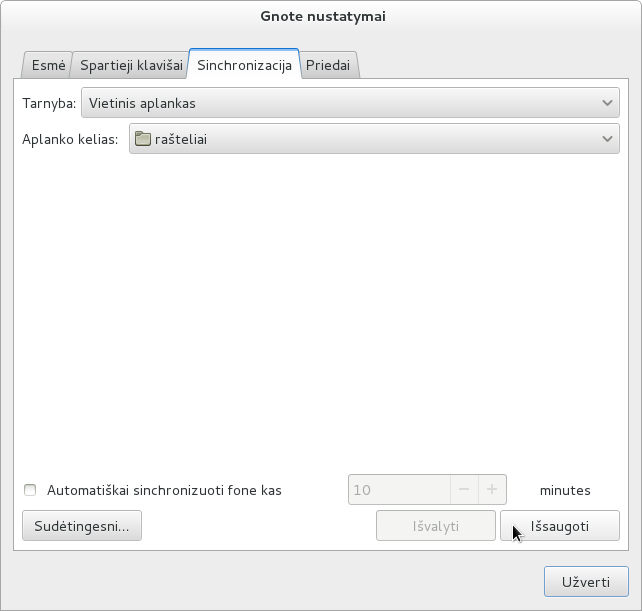 Gnote nustatymai
Esmė Spartieji klavišai Sinchronizacija Priedai
Tarnyba: Vietinis aplankas
Aplanko kelias: rašteliai
Automatiškai sinchronizuoti fone kas 10 minutes
Sudėtingesni... Išvalyti Išsaugoti
Užverti